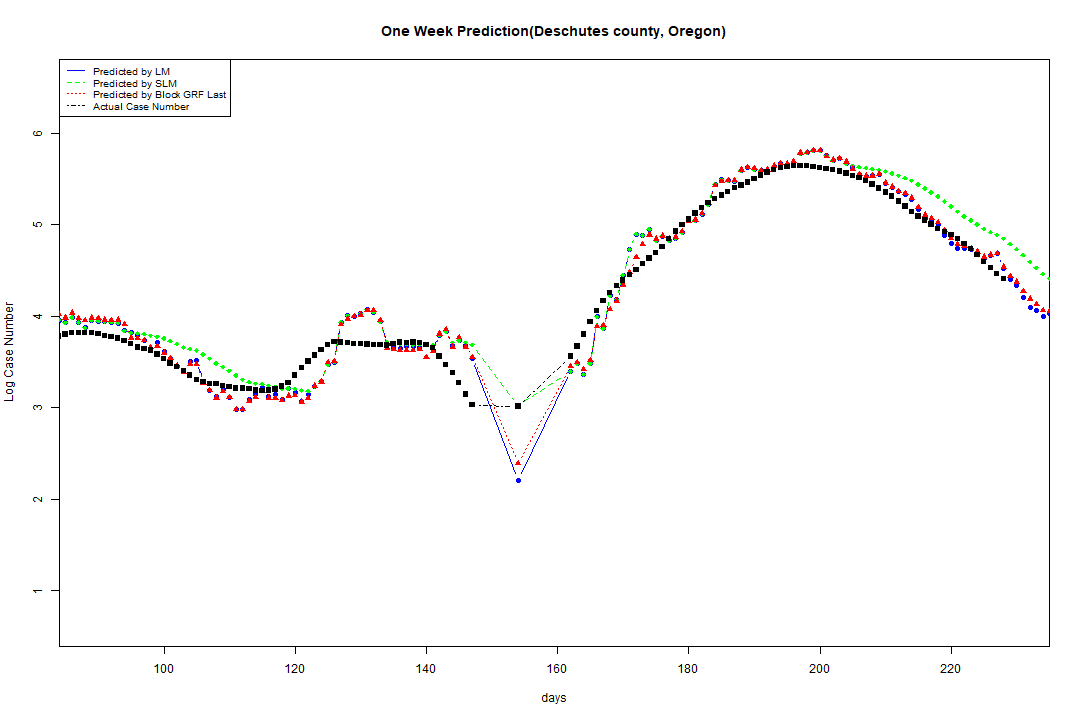 One Week Prediction(Deschutes county, Oregon)
Predicted by LM
Predicted by SLM
Predicted by Block GRF Last
Actual Case Number
6
5
4
3
2
1
Log Case Number
100 120 140 160 180 200 220
days